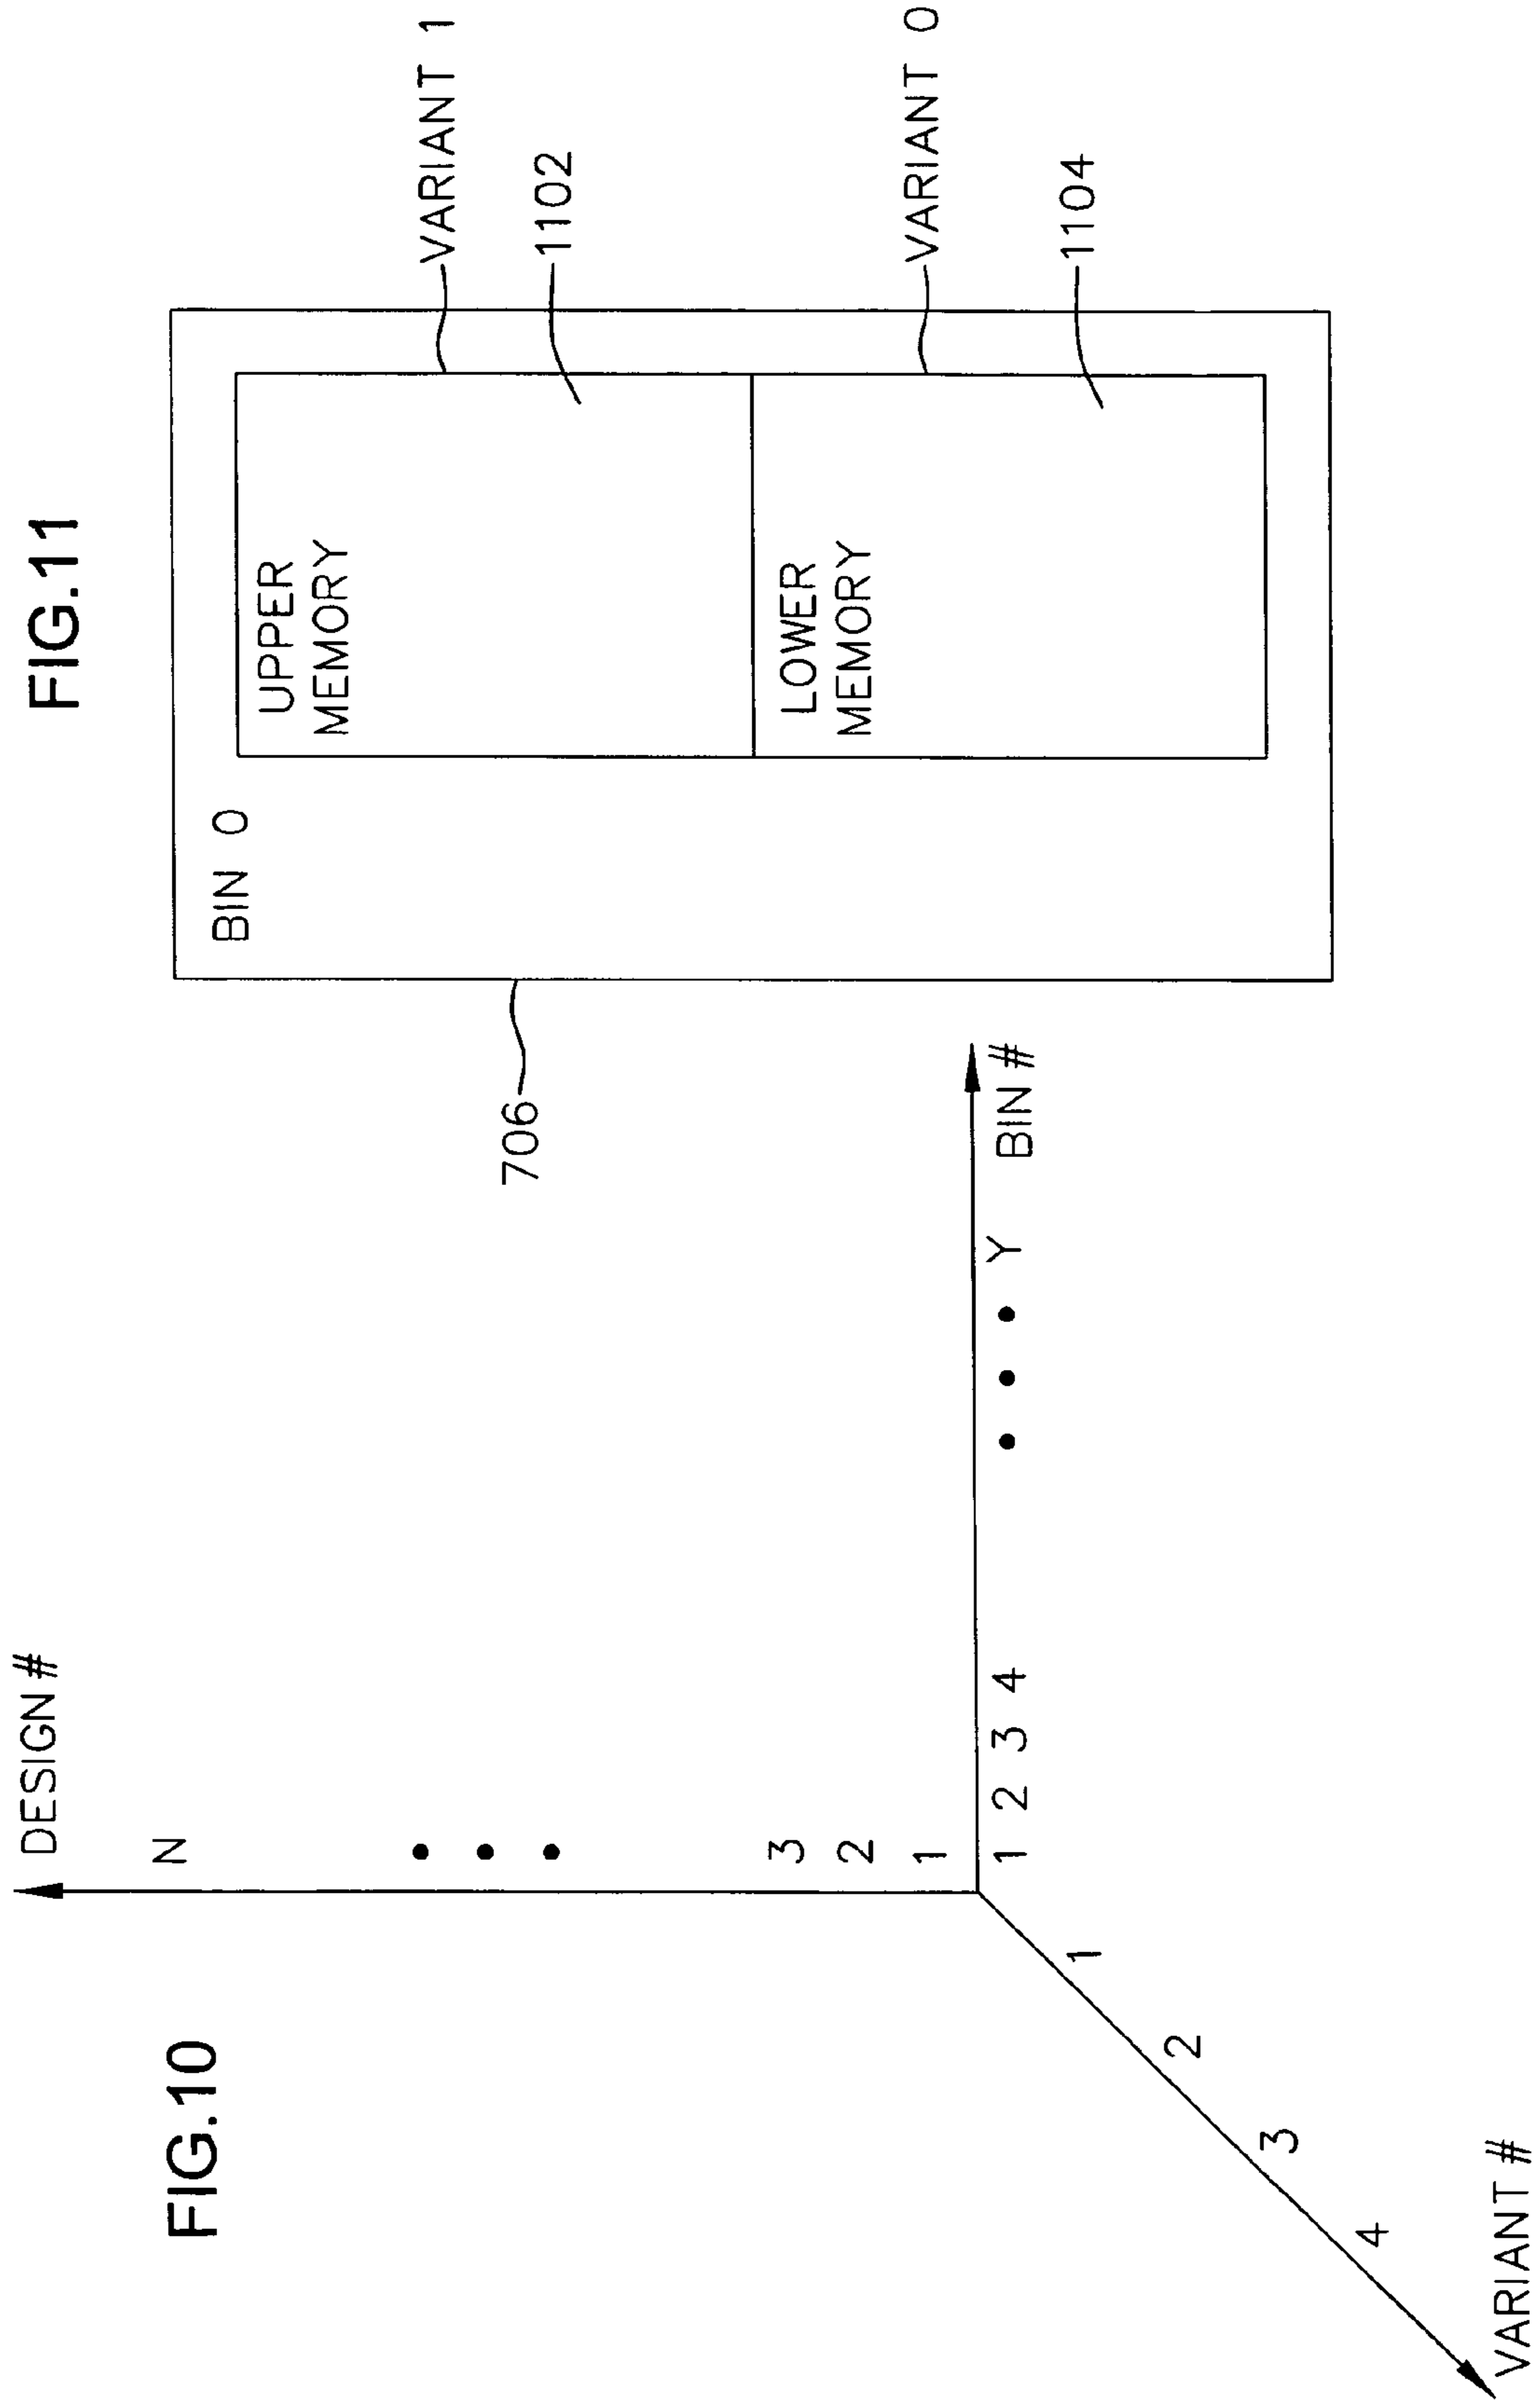 FIG.10
DESIGN #
N
3
2
1
1 2 3 4
Y
BIN #
1
2
3
4
VARIANT #
FIG.11
706
BIN 0
UPPER
MEMORY
LOWER
MEMORY
VARIANT 1
1102
VARIANT 0
1104